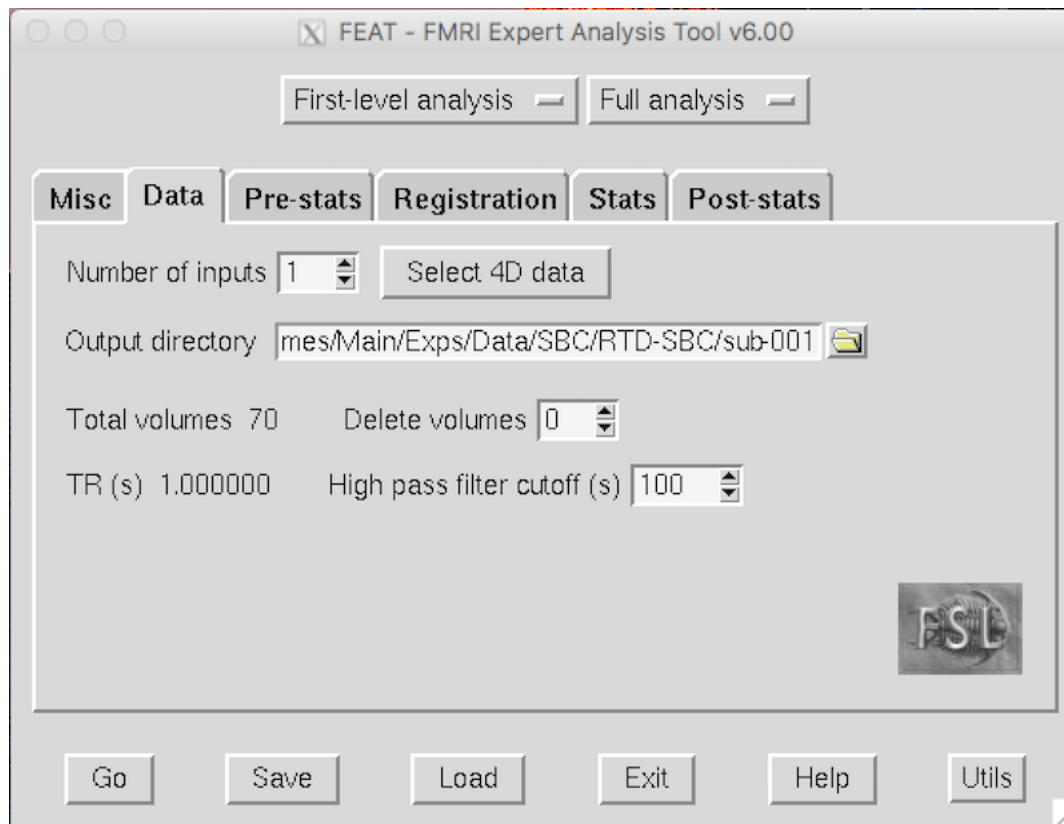 FEAT - FMRI Expert Analysis Tool v6.00
First-level analysis Full analysis
Misc Data Pre-stats Registration Stats Post-stats
Number of inputs 1 Select 4D data
Output directory mes/Main/Exps/Data/SBC/RTD-SBC/sub-001
Total volumes 70 Delete volumes 0
TR (s) 1.000000 High pass filter cutoff (s) 100
FSL
Go Save Load Exit Help Utils